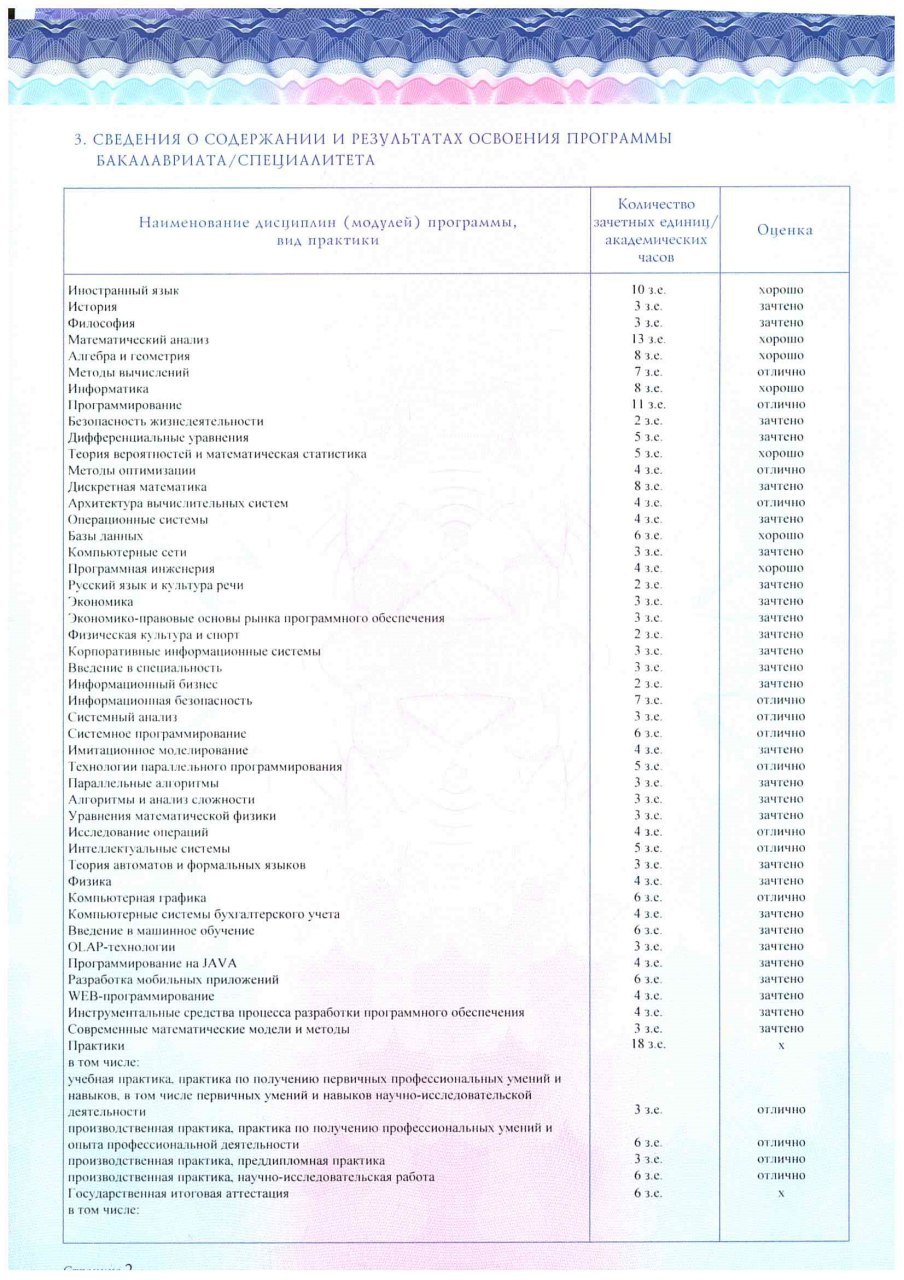 3. СВЕДЕНИЯ О СОДЕРЖАНИИ И РЕЗУЛЬТАТАХ ОСВОЕНИЯ ПРОГРАММЫ
БАКАЛАВРИАТА/СПЕЦИАЛИТЕТА
Наименование дисциплин (модулей) программы,
вид практики
Количество
зачетных единиц/
академических
часов
Оценка
Иностранный язык 10 з.е. хорошо
История 3 з.е. зачтено
Философия 3 з.е. зачтено
Математический анализ 13 з.е. хорошо
Алгебра и геометрия 8 з.е. хорошо
Методы вычислений 7 з.е. отлично
Информатика 8 з.е. хорошо
Программирование 11 з.е. отлично
Безопасность жизнедеятельности 2 з.е. зачтено
Дифференциальные уравнения 5 з.е. зачтено
Теория вероятностей и математическая статистика 5 з.е. хорошо
Методы оптимизации 4 з.е. отлично
Дискретная математика 8 з.е. зачтено
Архитектура вычислительных систем 4 з.е. отлично
Операционные системы 4 з.е. зачтено
Базы данных 6 з.е. хорошо
Компьютерные сети 3 з.е. зачтено
Программная инженерия 4 з.е. хорошо
Русский язык и культура речи 2 з.е. зачтено
Экономика 3 з.е. зачтено
Экономико-правовые основы рынка программного обеспечения 3 з.е. зачтено
Физическая культура и спорт 2 з.е. зачтено
Корпоративные информационные системы 3 з.е. зачтено
Введение в специальность 3 з.е. зачтено
Информационный бизнес 2 з.е. зачтено
Информационная безопасность 7 з.е. отлично
Системный анализ 3 з.е. отлично
Системное программирование 6 з.е. отлично
Имитационное моделирование 4 з.е. зачтено
Технологии параллельного программирования 5 з.е. отлично
Параллельные алгоритмы 3 з.е. зачтено
Алгоритмы и анализ сложности 3 з.е. зачтено
Уравнения математической физики 3 з.е. зачтено
Исследование операций 4 з.е. отлично
Интеллектуальные системы 5 з.е. отлично
Теория автоматов и формальных языков 3 з.е. зачтено
Физика 4 з.е. зачтено
Компьютерная графика 6 з.е. отлично
Компьютерные системы бухгалтерского учета 4 з.е. зачтено
Введение в машинное обучение 6 з.е. зачтено
OLAP-технологии 3 з.е. зачтено
Программирование на JAVA 4 з.е. зачтено
Разработка мобильных приложений 6 з.е. зачтено
WEB-программирование 4 з.е. зачтено
Инструментальные средства процесса разработки программного обеспечения 4 з.е. зачтено
Современные математические модели и методы 3 з.е. зачтено
Практики 18 з.е. х
в том числе:
учебная практика, практика по получению первичных профессиональных умений и
навыков, в том числе первичных умений и навыков научно-исследовательской
деятельности 3 з.е. отлично
производственная практика, практика по получению профессиональных умений и
опыта профессиональной деятельности 6 з.е. отлично
производственная практика, преддипломная практика 3 з.е. отлично
производственная практика, научно-исследовательская работа 6 з.е. отлично
Государственная итоговая аттестация 6 з.е. х
в том числе:
Страница 2